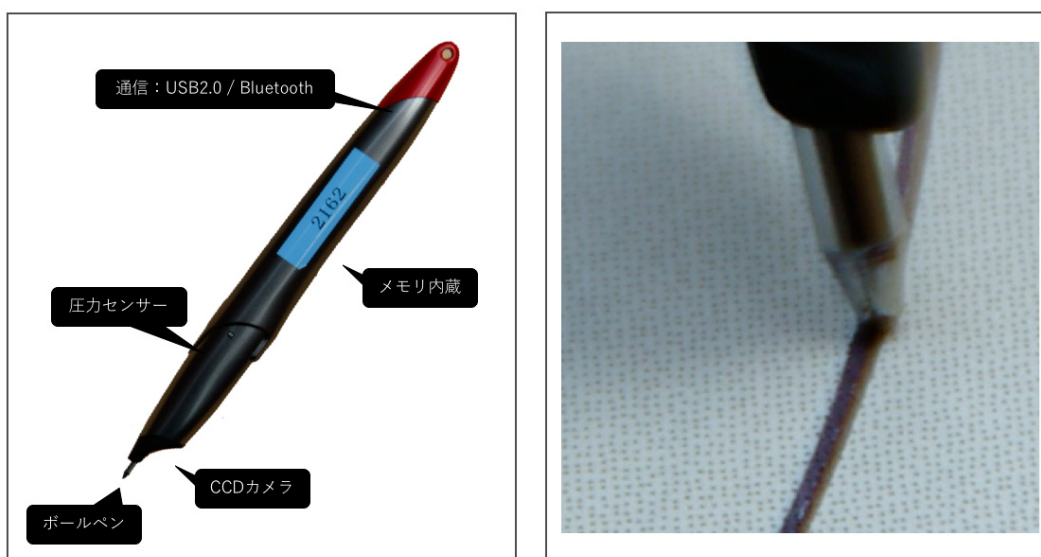 通信：USB2.0 / Bluetooth
2162
メモリ内蔵
圧力センサー
CCDカメラ
ボールペン